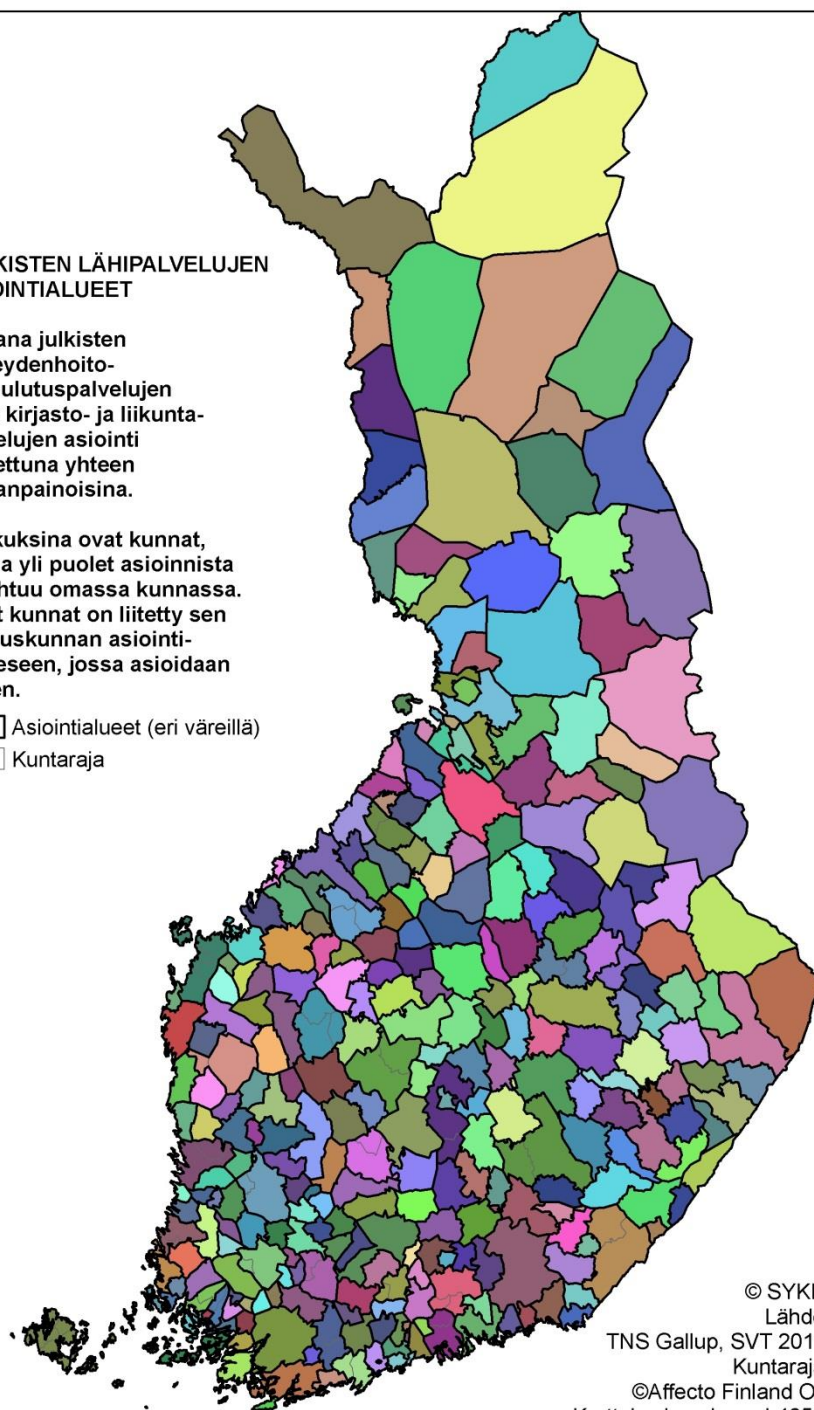 KISTEN LÄHIPALVELUJEN
OINTIALUEET
ana julkisten
eydenhoito-
ulutuspalvelujen
kirjasto- ja liikunta-
elujen asiointi
ettuna yhteen
anpainoisina.
kuksina ovat kunnat,
a yli puolet asioinnista
htuu omassa kunnassa.
t kunnat on liitetty sen
uskunnan asiointi-
eseen, jossa asioidaan
en.
Asiointialueet (eri väreillä)
Kuntaraja
© SYK
Lähd
TNS Gallup, SVT 201
Kuntaraj
©Affecto Finland O